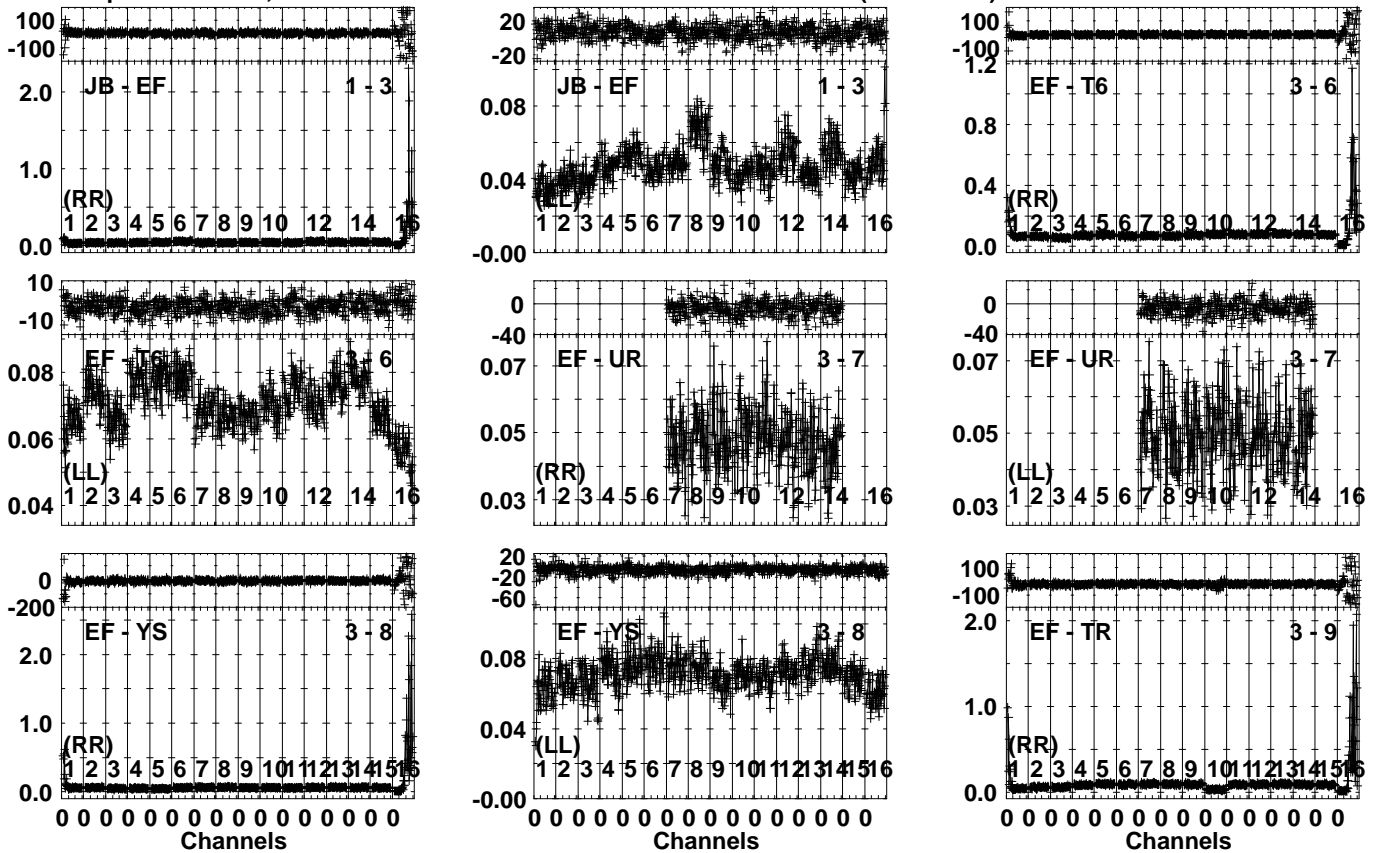 100
-100
2.0
1.0
0.0
JB - EF 1 - 3
(RR)
1 2 3 4 5 6 7 8 9 10 12 14 16
20
-20
0.08
0.04
-0.00
JB - EF 1 - 3
(LL)
1 2 3 4 5 6 7 8 9 10 12 14 16
100
-100
1.2
0.8
0.4
0.0
EF - T6 3 - 6
(RR)
1 2 3 4 5 6 7 8 9 10 12 14 16
10
-10
0.08
0.06
0.04
EF - T6 3 - 6
(LL)
1 2 3 4 5 6 7 8 9 10 12 14 16
0
-40
0.07
0.05
0.03
EF - UR 3 - 7
(RR)
1 2 3 4 5 6 7 8 9 10 12 14 16
0
-40
0.07
0.05
0.03
EF - UR 3 - 7
(LL)
1 2 3 4 5 6 7 8 9 10 12 14 16
0
-200
2.0
1.0
0.0
EF - YS 3 - 8
(RR)
1 2 3 4 5 6 7 8 9 10 11 12 13 14 15 16
0 0 0 0 0 0 0 0 0 0 0 0 0 0 0 0
Channels
20
-20
-60
0.08
0.04
-0.00
EF - YS 3 - 8
(LL)
1 2 3 4 5 6 7 8 9 10 11 12 13 14 15 16
0 0 0 0 0 0 0 0 0 0 0 0 0 0 0 0
Channels
100
-100
2.0
1.0
0.0
EF - TR 3 - 9
(RR)
1 2 3 4 5 6 7 8 9 10 11 12 13 14 15 16
0 0 0 0 0 0 0 0 0 0 0 0 0 0 0 0
Channels